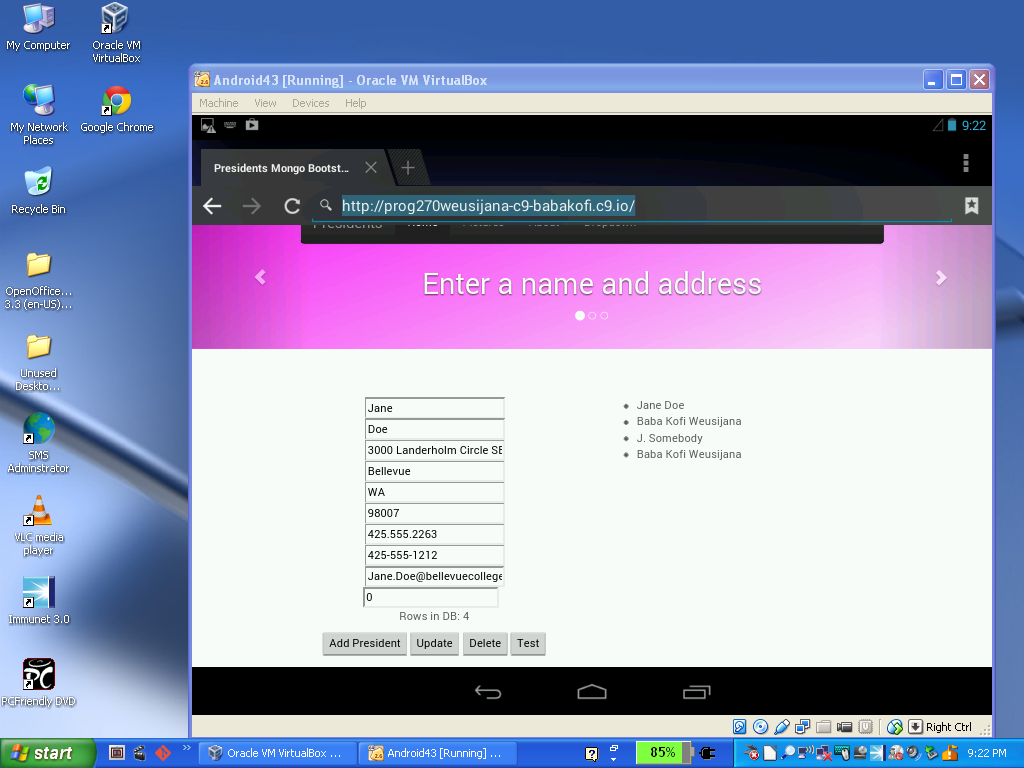 My Computer
Oracle VM
VirtualBox
My Network
Places
Google Chrome
Recycle Bin
OpenOffice...
3.3 (en-US)...
Unused
Deskto...
SMS
Adminstrator
VLC media
player
Immunet 3.0
PCFriendly DVD
Android43 [Running] - Oracle VM VirtualBox
Machine View Devices Help
9:22
Presidents Mongo Bootst...
http://prog270weusijana-c9-babakofi.c9.io/
Presidents Home Pictures About Dropdown
Enter a name and address
Jane
Doe
3000 Landerholm Circle SE
Bellevue
WA
98007
425.555.2263
425-555-1212
Jane.Doe@bellevuecollege
0
Rows in DB: 4
Add President Update Delete Test
Jane Doe
Baba Kofi Weusijana
J. Somebody
Baba Kofi Weusijana
Right Ctrl
start
Oracle VM VirtualBox ...
Android43 [Running] ...
85%
9:22 PM